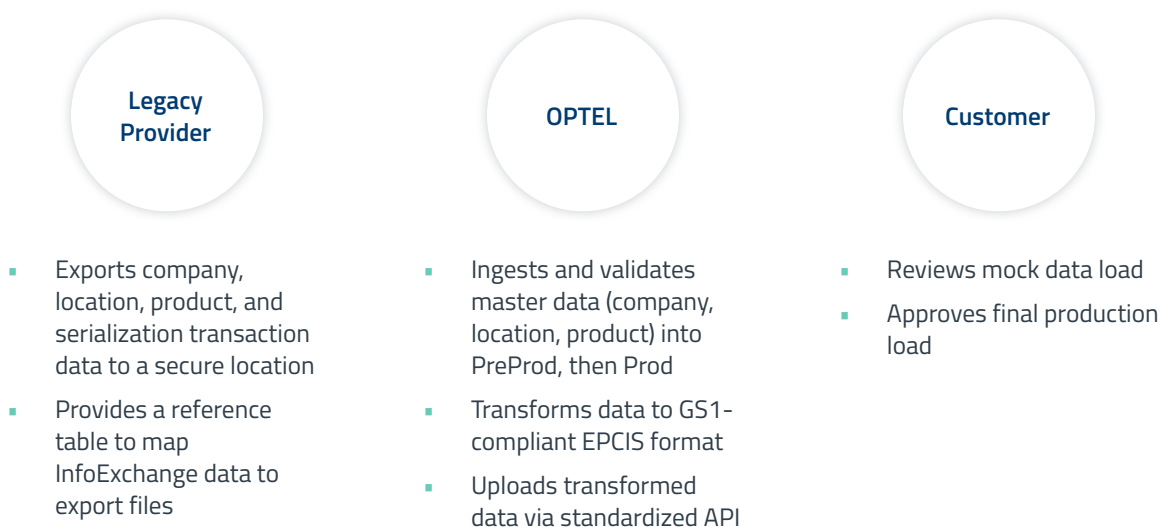 Legacy
Provider
OPTEL
Customer
▪ Exports company,
location, product, and
serialization transaction
data to a secure location
▪ Provides a reference
table to map
InfoExchange data to
export files
▪ Ingests and validates
master data (company,
location, product) into
PreProd, then Prod
▪ Transforms data to GS1-
compliant EPCIS format
▪ Uploads transformed
data via standardized API
▪ Reviews mock data load
▪ Approves final production
load